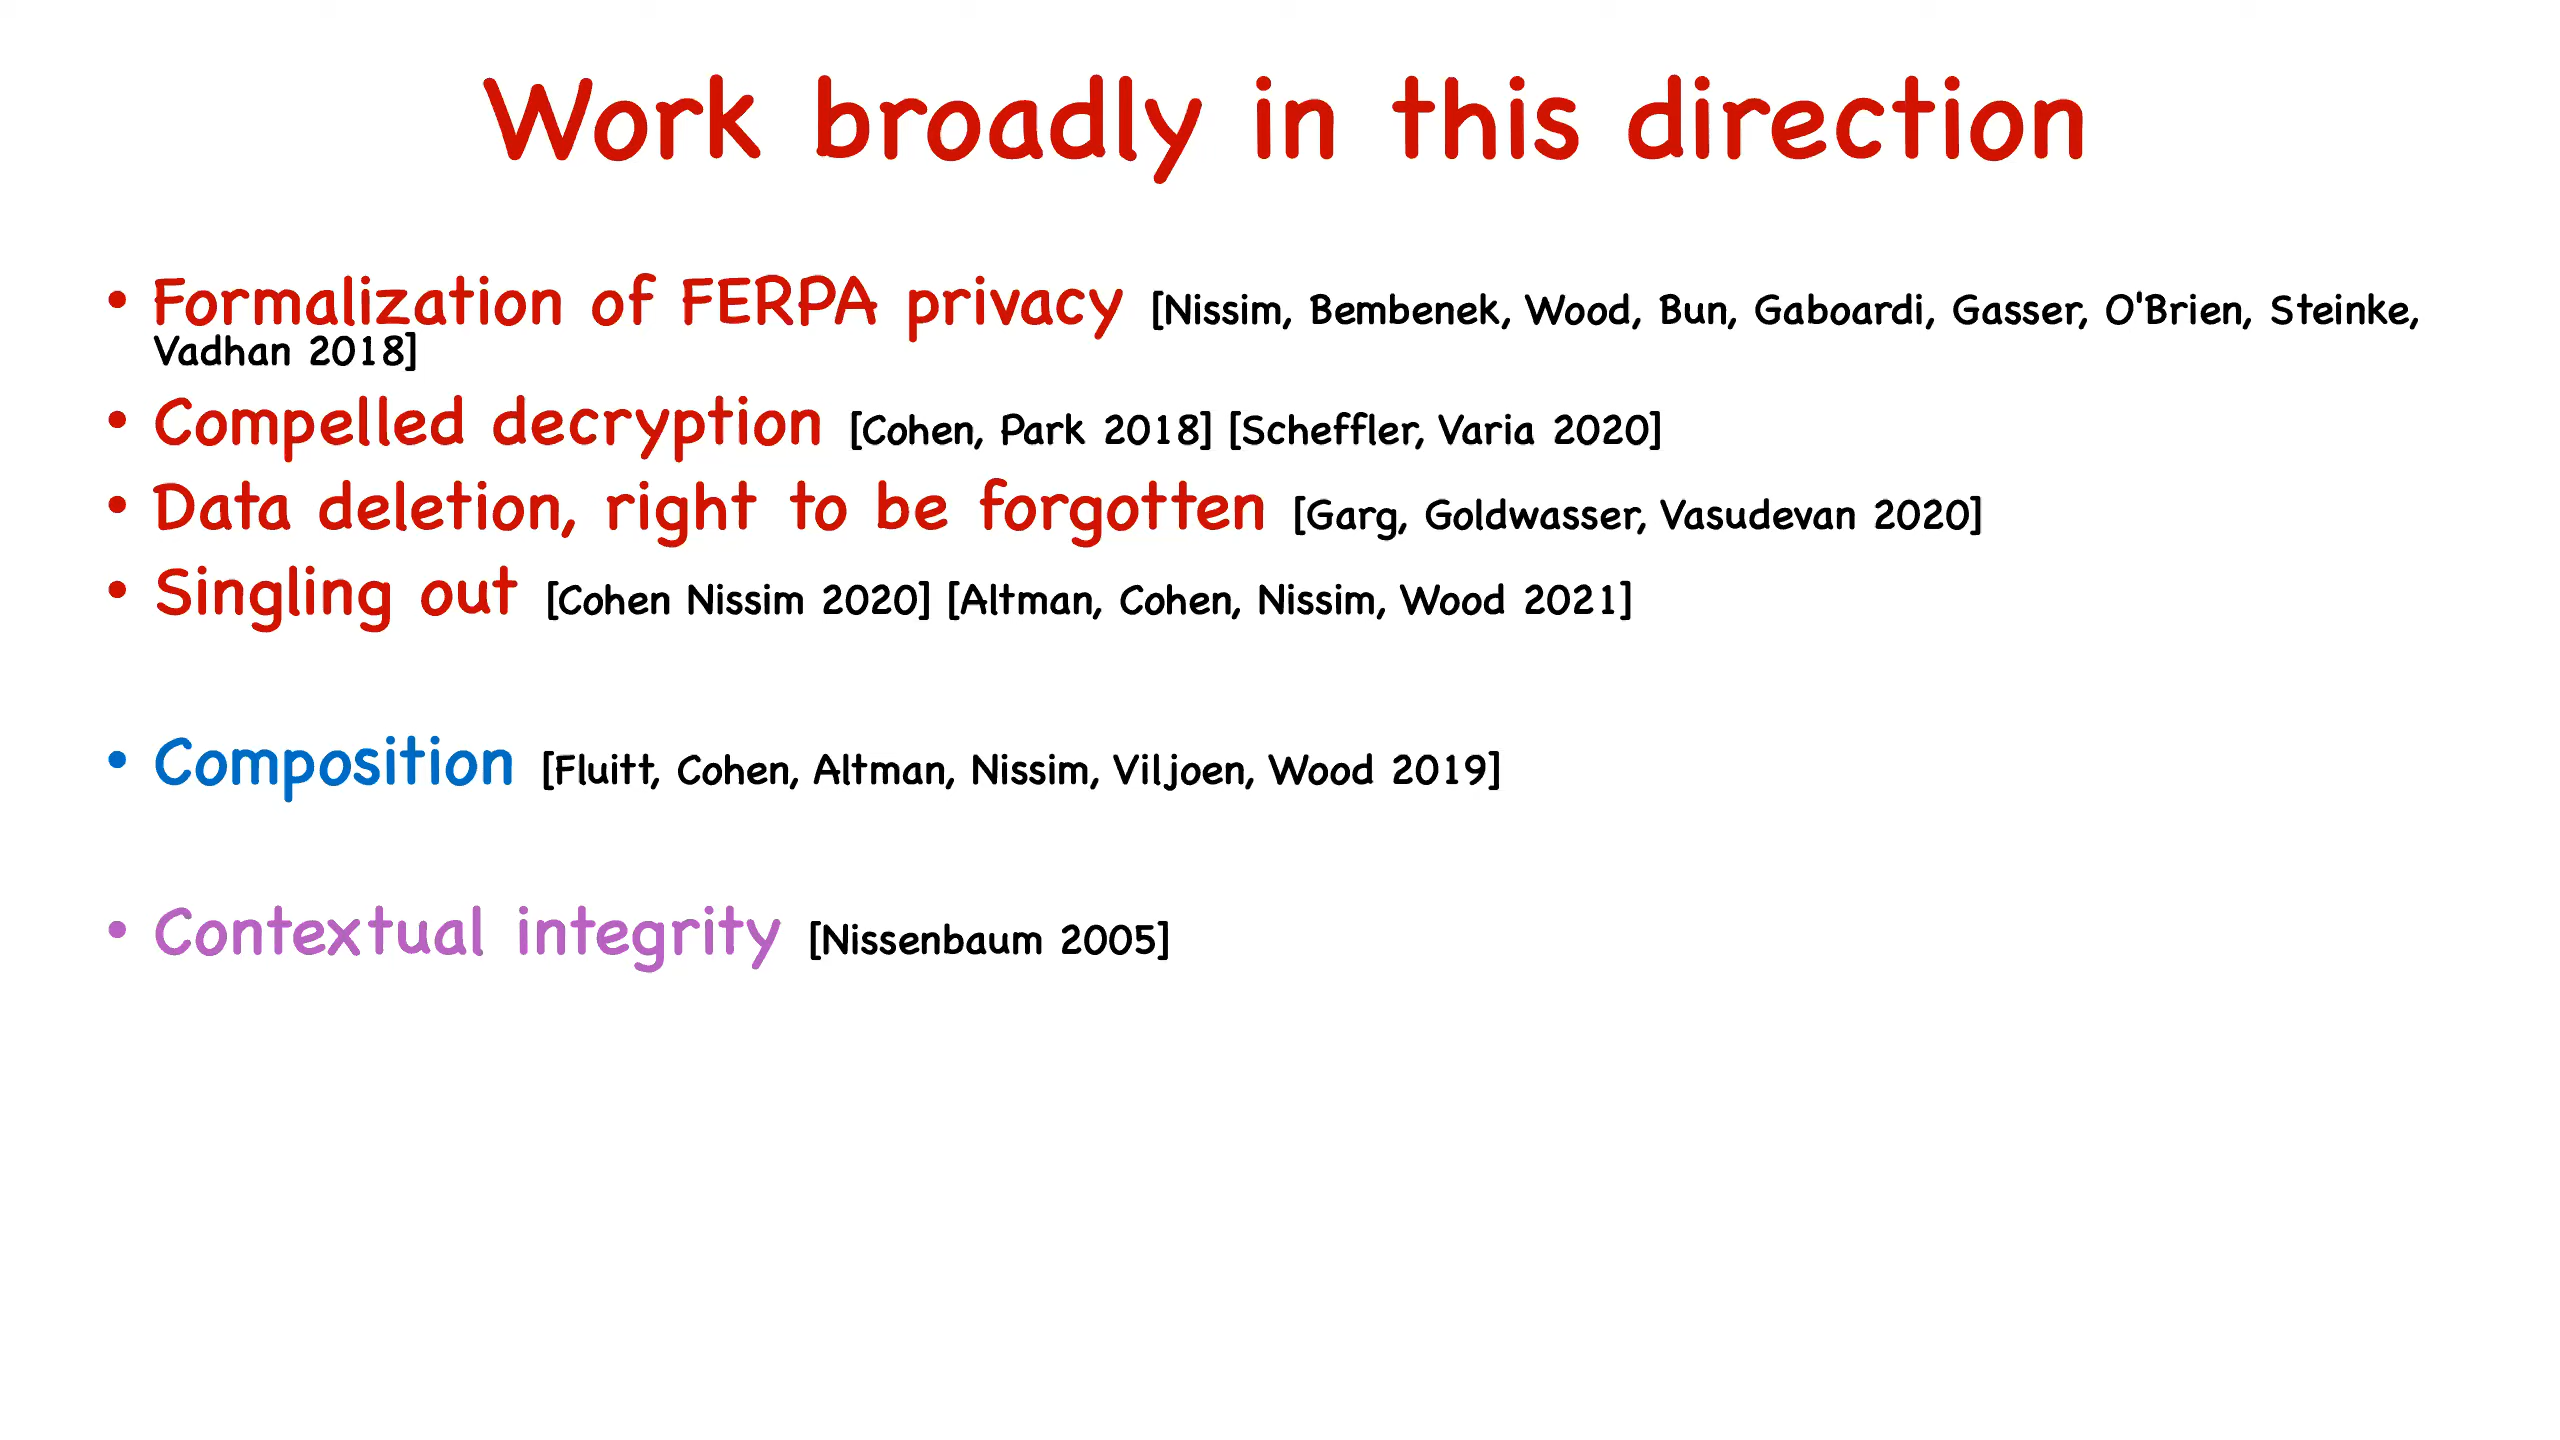 Work broadly in this direction
• Formalization of FERPA privacy [Nissim, Bembenek, Wood, Bun, Gaboardi, Gasser, O'Brien, Steinke,
Vadhan 2018]
• Compelled decryption [Cohen, Park 2018] [Scheffler, Varia 2020]
• Data deletion, right to be forgotten [Garg, Goldwasser, Vasudevan 2020]
• Singling out [Cohen Nissim 2020] [Altman, Cohen, Nissim, Wood 2021]
• Composition [Fluitt, Cohen, Altman, Nissim, Viljoen, Wood 2019]
• Contextual integrity [Nissenbaum 2005]